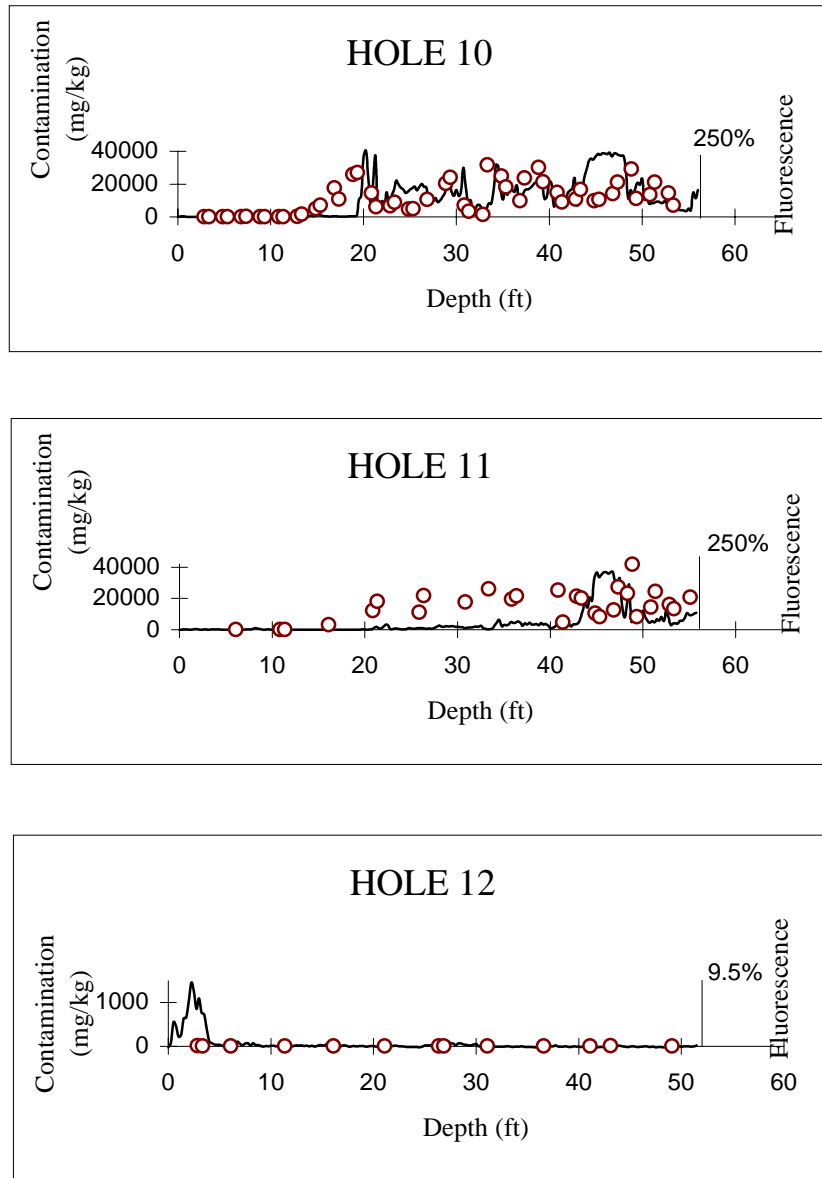 HOLE 10
Contamination
(mg/kg)
250%
Fluorescence
40000
20000
0
0 10 20 30 40 50 60
Depth (ft)
HOLE 11
Contamination
(mg/kg)
250%
Fluorescence
40000
20000
0
0 10 20 30 40 50 60
Depth (ft)
HOLE 12
Contamination
(mg/kg)
9.5%
Fluorescence
1000
0
0 10 20 30 40 50 60
Depth (ft)